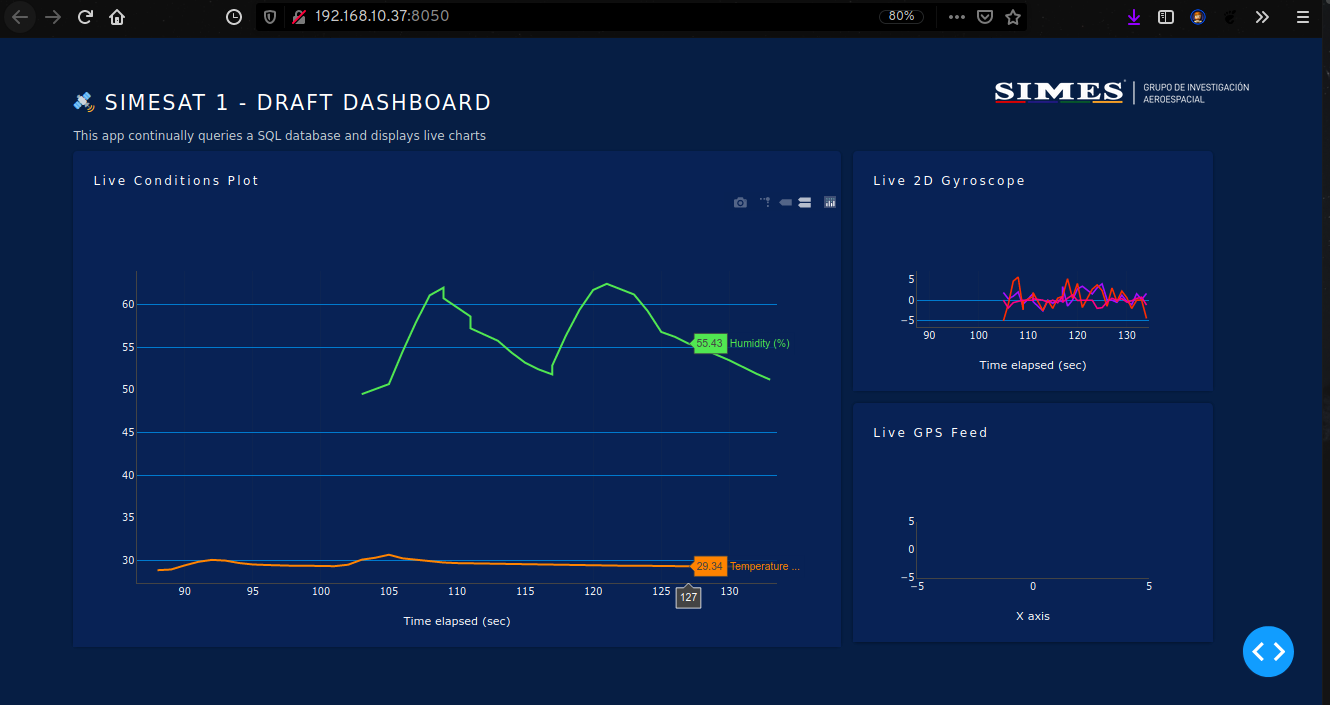 192.168.10.37:8050
80%
SIMESAT 1 - DRAFT DASHBOARD
SIMES
GRUPO DE INVESTIGACIÓN
AEROESPACIAL
This app continually queries a SQL database and displays live charts
Live Conditions Plot
60
55
50
45
40
35
30
55.43 Humidity (%)
29.34 Temperature ...
90 95 100 105 110 115 120 125 130
127
Time elapsed (sec)
Live 2D Gyroscope
5
0
−5
90 100 110 120 130
Time elapsed (sec)
Live GPS Feed
5
0
−5
−5 0 5
X axis